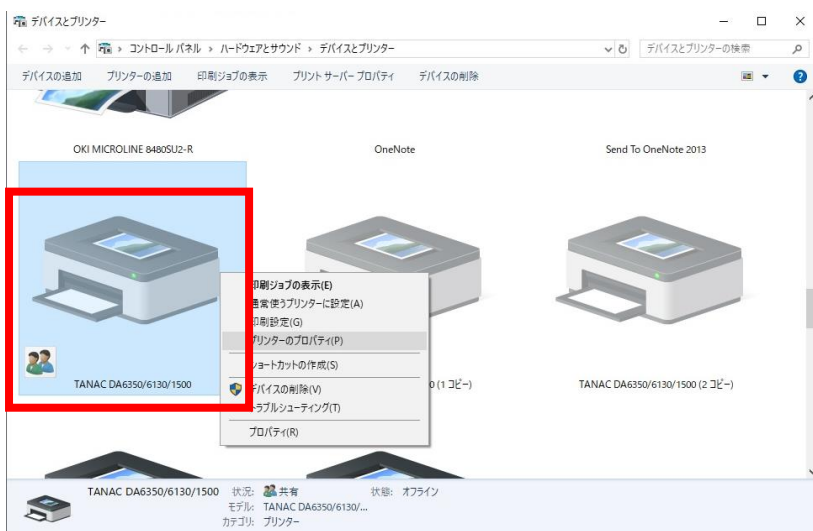 デバイスとプリンター
コントロール パネル › ハードウェアとサウンド › デバイスとプリンター
デバイスとプリンターの検索
デバイスの追加 プリンターの追加 印刷ジョブの表示 プリント サーバー プロパティ デバイスの削除
OKI MICROLINE 8480SU2-R OneNote Send To OneNote 2013
印刷ジョブの表示(E)
通常使うプリンターに設定(A)
印刷設定(G)
プリンターのプロパティ(P)
ショートカットの作成(S)
デバイスの削除(V)
トラブルシューティング(T)
プロパティ(R)
TANAC DA6350/6130/1500 0 (1 コピー) TANAC DA6350/6130/1500 (2 コピー)
TANAC DA6350/6130/1500 状況: 共有 状態: オフライン
モデル: TANAC DA6350/6130/...
カテゴリ: プリンター